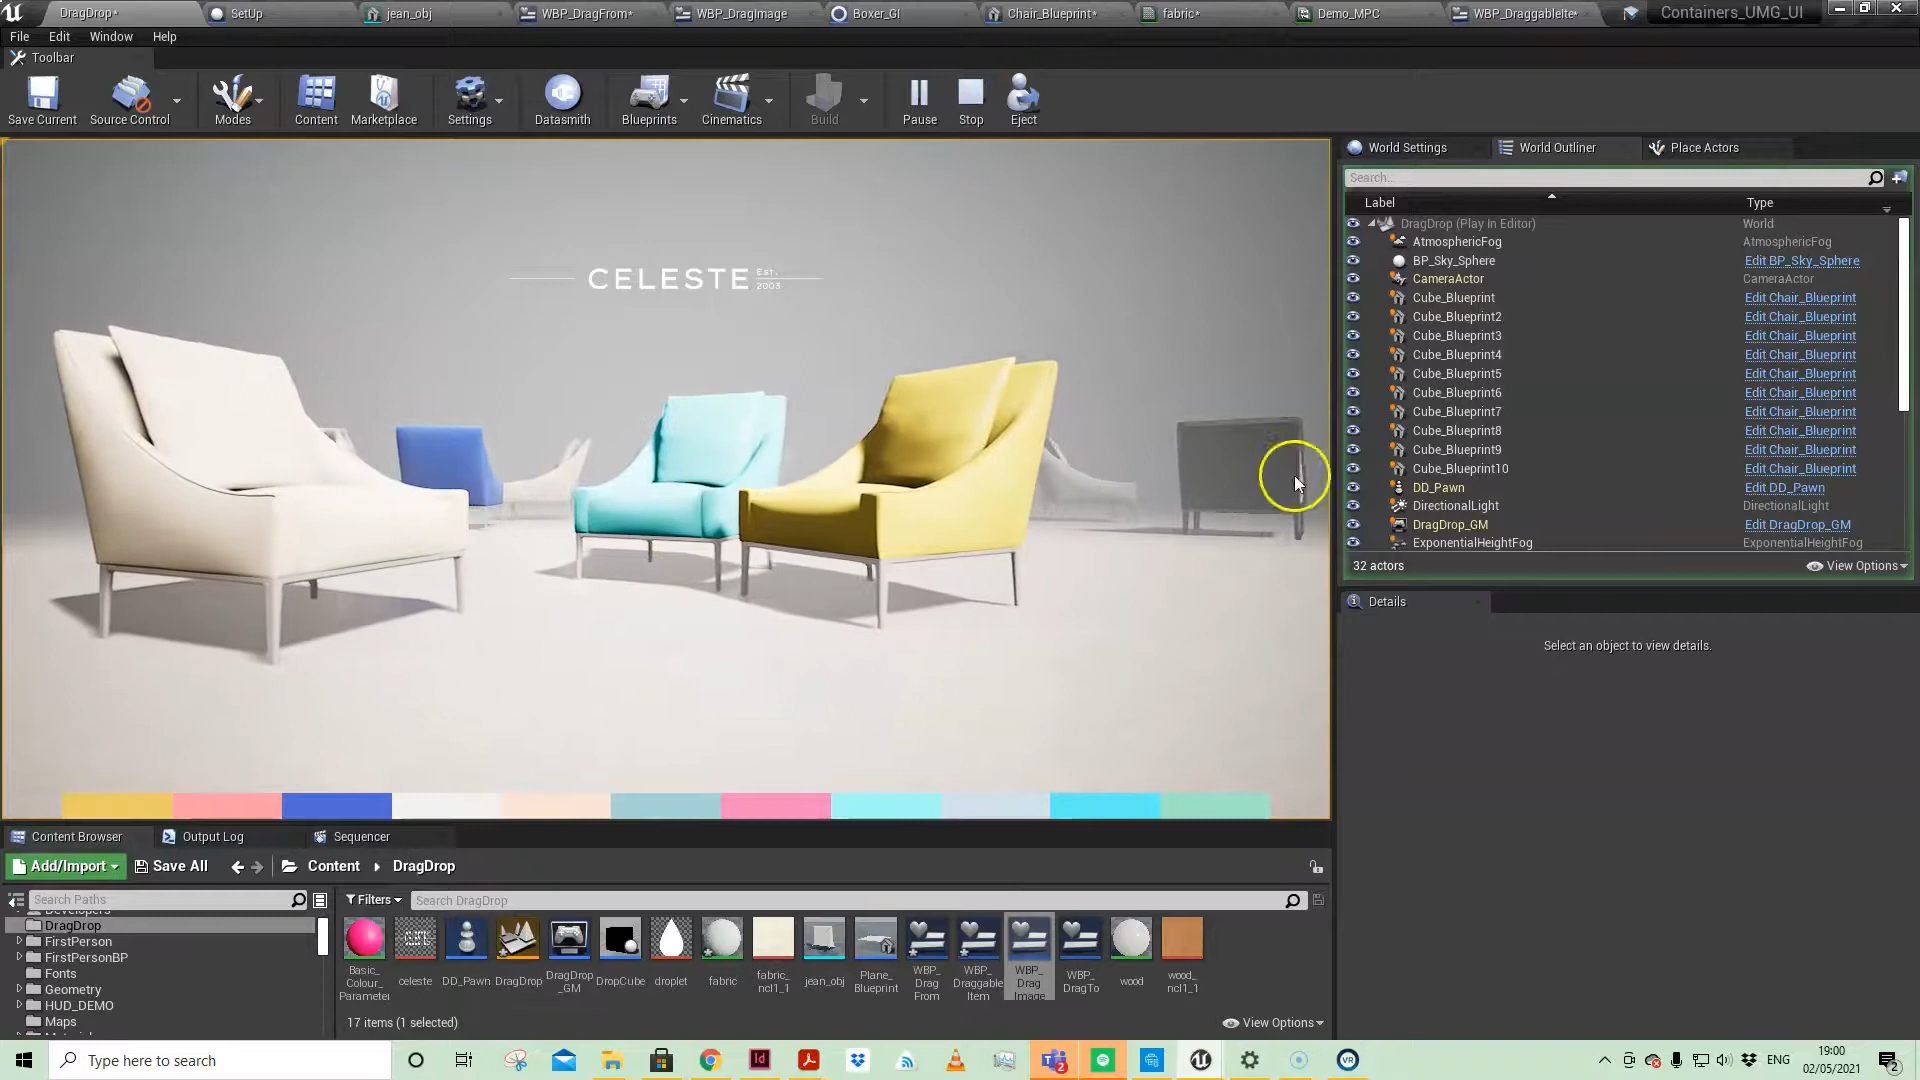 DragDrop*
SetUp
jean_obj
WBP_DragFrom*
WBP_DragImage
Boxer_GI
Chair_Blueprint*
fabric*
Demo_MPC
WBP_DraggableIte*
Containers_UMG_UI
File
Edit
Window
Help
Toolbar
Save Current
Source Control
Modes
Content
Marketplace
Settings
Datasmith
Blueprints
Cinematics
Build
Pause
Stop
Eject
CELESTE Est. 2003
World Settings
World Outliner
Place Actors
Search...
Label Type
DragDrop (Play In Editor) World
AtmosphericFog AtmosphericFog
BP_Sky_Sphere Edit BP_Sky_Sphere
CameraActor CameraActor
Cube_Blueprint Edit Chair_Blueprint
Cube_Blueprint2 Edit Chair_Blueprint
Cube_Blueprint3 Edit Chair_Blueprint
Cube_Blueprint4 Edit Chair_Blueprint
Cube_Blueprint5 Edit Chair_Blueprint
Cube_Blueprint6 Edit Chair_Blueprint
Cube_Blueprint7 Edit Chair_Blueprint
Cube_Blueprint8 Edit Chair_Blueprint
Cube_Blueprint9 Edit Chair_Blueprint
Cube_Blueprint10 Edit Chair_Blueprint
DD_Pawn Edit DD_Pawn
DirectionalLight DirectionalLight
DragDrop_GM Edit DragDrop_GM
ExponentialHeightFog ExponentialHeightFog
32 actors
View Options
Details
Select an object to view details.
Content Browser
Output Log
Sequencer
Add/Import
Save All
Content
DragDrop
Search Paths
Filters
Search DragDrop
Developers
DragDrop
FirstPerson
FirstPersonBP
Fonts
Geometry
HUD_DEMO
Maps
Basic_
Colour_
Parameter
celeste
DD_Pawn
DragDrop
DragDrop
_GM
DropCube
droplet
fabric
fabric_
ncl1_1
jean_obj
Plane_
Blueprint
WBP_
Drag
From
WBP_
Draggable
Item
WBP_
Drag
Image
WBP_
DragTo
wood
wood_
ncl1_1
17 items (1 selected)
View Options
Type here to search
ENG
19:00
02/05/2021
2
2